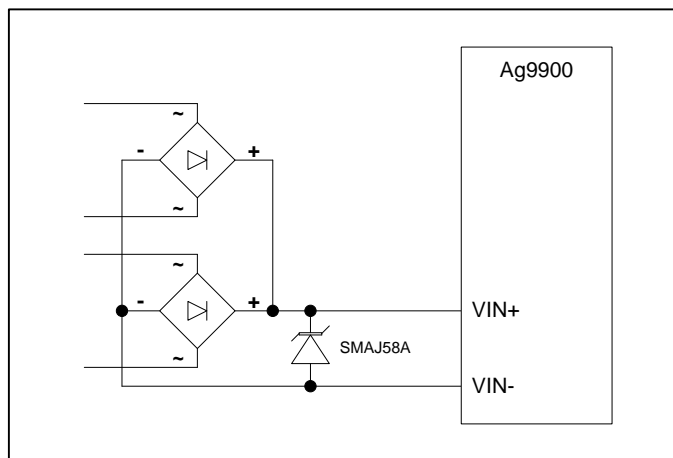 Ag9900
~
- +
~
~
- +
VIN+
~
SMAJ58A
VIN-